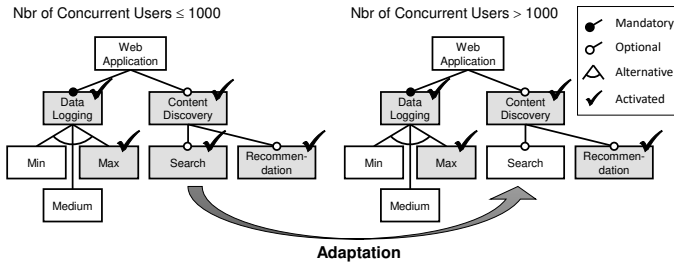 Nbr of Concurrent Users ≤ 1000
Nbr of Concurrent Users > 1000
Mandatory
Optional
Alternative
Activated
Web
Application
Data
Logging
Content
Discovery
Min
Max
Search
Recommen-
dation
Medium
Web
Application
Data
Logging
Content
Discovery
Min
Max
Search
Recommen-
dation
Medium
Adaptation